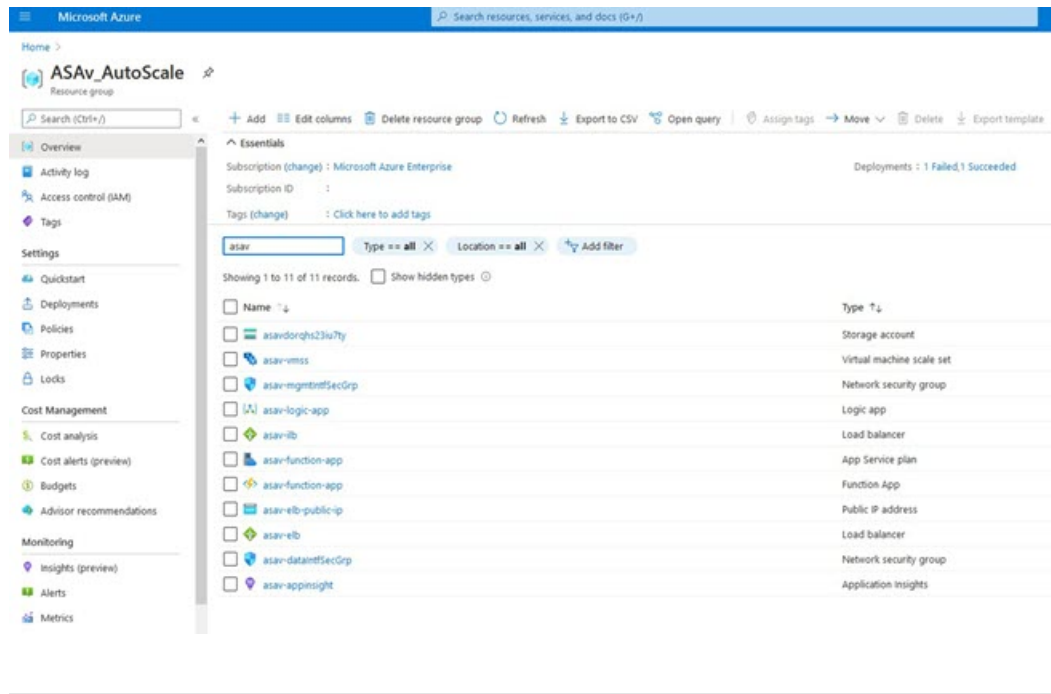 Microsoft Azure
Search resources, services, and docs (G+/)
Home >
ASAv_AutoScale
Resource group
Search (Ctrl+/)
«
Add Edit columns Delete resource group Refresh Export to CSV Open query Assign tags Move Delete Export template
Overview
Activity log
Access control (IAM)
Tags
Settings
Quickstart
Deployments
Policies
Properties
Locks
Cost Management
Cost analysis
Cost alerts (preview)
Budgets
Advisor recommendations
Monitoring
Insights (preview)
Alerts
Metrics
Essentials
Subscription (change) : Microsoft Azure Enterprise
Deployments : 1 Failed,1 Succeeded
Subscription ID :
Tags (change) : Click here to add tags
asav
Type == all
Location == all
Add filter
Showing 1 to 11 of 11 records. Show hidden types
Name ↑↓ Type ↑↓
asavdorqhs23iu7ty Storage account
asav-vmss Virtual machine scale set
asav-mgmtIntfSecGrp Network security group
asav-logic-app Logic app
asav-ilb Load balancer
asav-function-app App Service plan
asav-function-app Function App
asav-elb-public-ip Public IP address
asav-elb Load balancer
asav-dataIntfSecGrp Network security group
asav-appinsight Application Insights